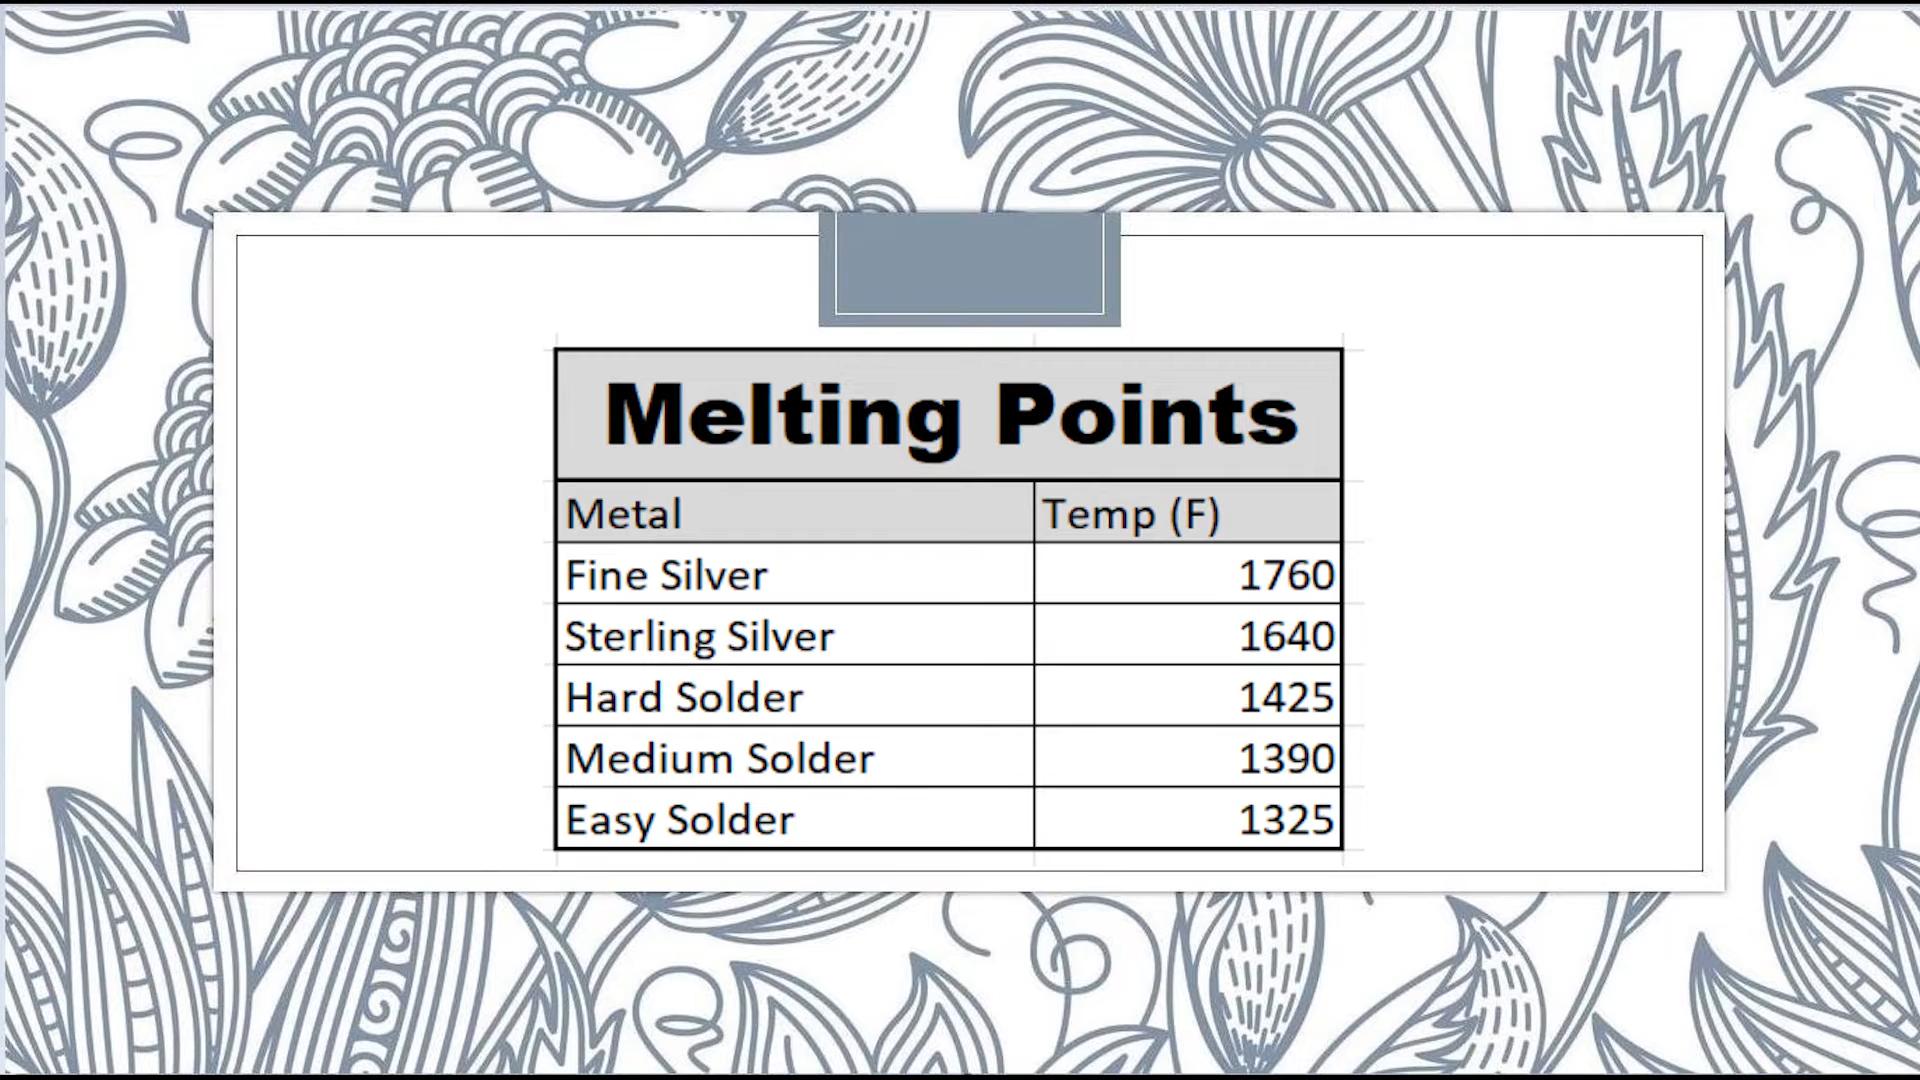 Melting Points
Metal Temp (F)
Fine Silver 1760
Sterling Silver 1640
Hard Solder 1425
Medium Solder 1390
Easy Solder 1325